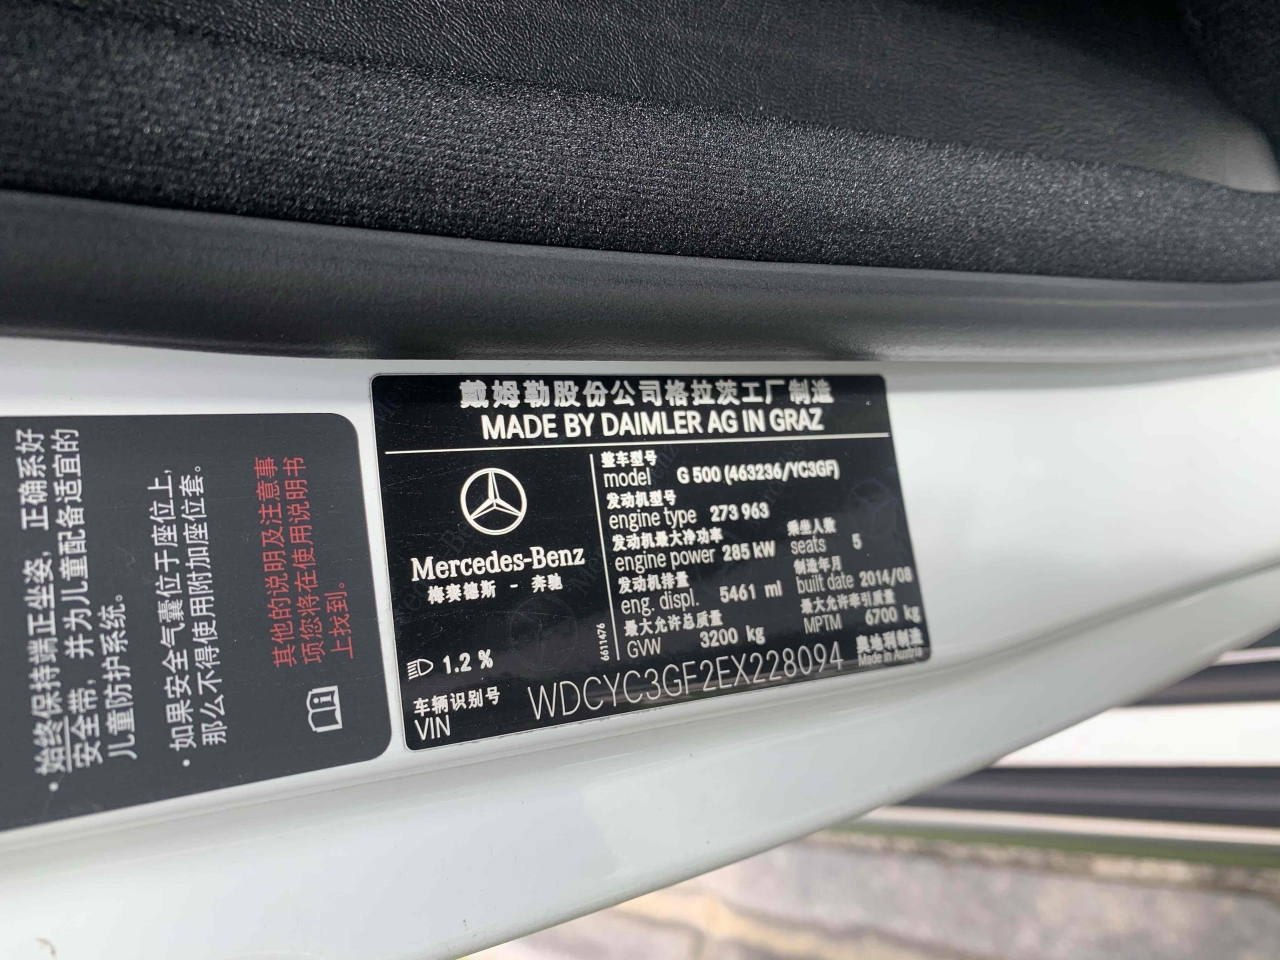 · 始终保持端正坐姿，正确系好
安全带，并为儿童配备适宜的
儿童防护系统。
· 如果安全气囊位于座位上，
那么不得使用附加座位套。
其他的说明及注意事
项您将在使用说明书
上找到。
戴姆勒股份公司格拉茨工厂制造
MADE BY DAIMLER AG IN GRAZ
Mercedes-Benz
梅赛德斯 - 奔驰
1.2 %
6611476
整车型号
model G 500 (463236/YC3GF)
发动机型号
engine type 273 963
发动机最大净功率
engine power 285 kW
乘坐人数
seats 5
发动机排量
eng. displ. 5461 ml
制造年月
built date 2014/08
最大允许总质量
GVW 3200 kg
最大允许牵引质量
MPTM 6700 kg
车辆识别号
VIN WDCYC3GF2EX228094
奥地利制造
Made in Austria